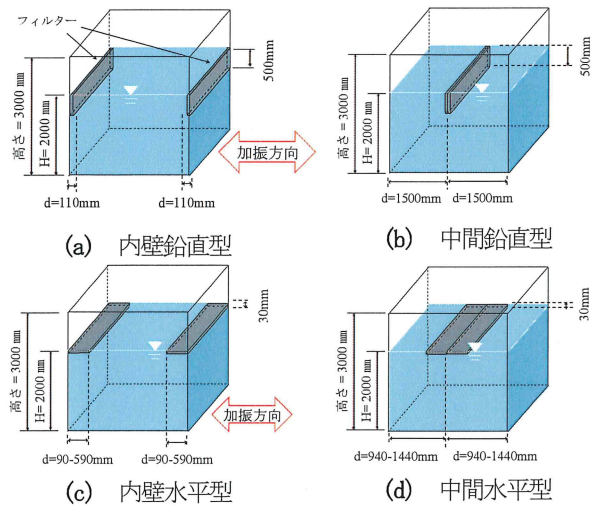 フィルター
500mm
高さ = 3000 mm
H= 2000 mm
加振方向
d=110mm
d=110mm
(a) 内壁鉛直型
500mm
高さ = 3000 mm
H= 2000 mm
d=1500mm
d=1500mm
(b) 中間鉛直型
30mm
高さ = 3000 mm
H= 2000 mm
加振方向
d=90-590mm
d=90-590mm
(c) 内壁水平型
30mm
高さ = 3000 mm
H= 2000 mm
d=940-1440mm
d=940-1440mm
(d) 中間水平型